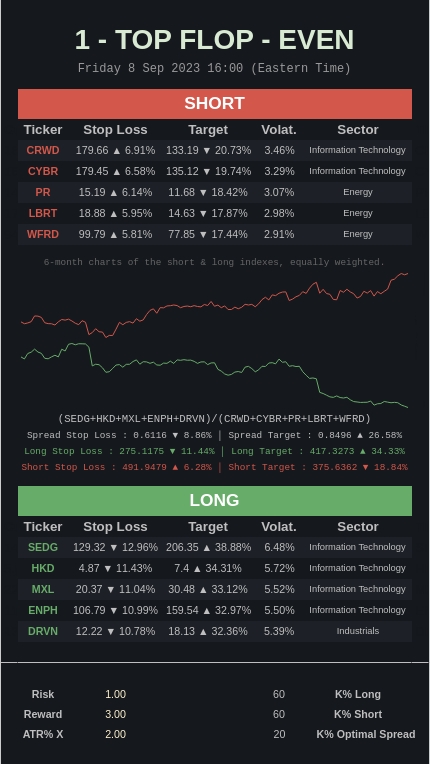 1 - TOP FLOP - EVEN
Friday 8 Sep 2023 16:00 (Eastern Time)
SHORT
Ticker Stop Loss Target Volat. Sector
CRWD 179.66 ▲ 6.91% 133.19 ▼ 20.73% 3.46% Information Technology
CYBR 179.45 ▲ 6.58% 135.12 ▼ 19.74% 3.29% Information Technology
PR 15.19 ▲ 6.14% 11.68 ▼ 18.42% 3.07% Energy
LBRT 18.88 ▲ 5.95% 14.63 ▼ 17.87% 2.98% Energy
WFRD 99.79 ▲ 5.81% 77.85 ▼ 17.44% 2.91% Energy
6-month charts of the short & long indexes, equally weighted.
(SEDG+HKD+MXL+ENPH+DRVN)/(CRWD+CYBR+PR+LBRT+WFRD)
Spread Stop Loss : 0.6116 ▼ 8.86% | Spread Target : 0.8496 ▲ 26.58%
Long Stop Loss : 275.1175 ▼ 11.44% | Long Target : 417.3273 ▲ 34.33%
Short Stop Loss : 491.9479 ▲ 6.28% | Short Target : 375.6362 ▼ 18.84%
LONG
Ticker Stop Loss Target Volat. Sector
SEDG 129.32 ▼ 12.96% 206.35 ▲ 38.88% 6.48% Information Technology
HKD 4.87 ▼ 11.43% 7.4 ▲ 34.31% 5.72% Information Technology
MXL 20.37 ▼ 11.04% 30.48 ▲ 33.12% 5.52% Information Technology
ENPH 106.79 ▼ 10.99% 159.54 ▲ 32.97% 5.50% Information Technology
DRVN 12.22 ▼ 10.78% 18.13 ▲ 32.36% 5.39% Industrials
Risk 1.00 60 K% Long
Reward 3.00 60 K% Short
ATR% X 2.00 20 K% Optimal Spread